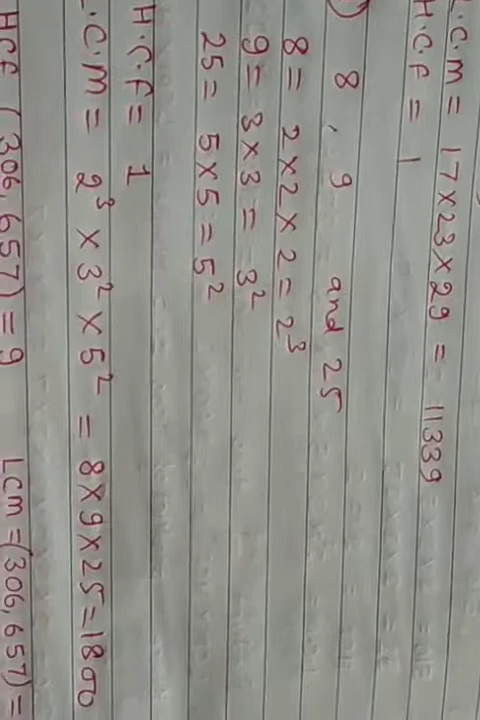 L.C.M = 17 × 23 × 29 = 11339
H.C.F = 1
) 8, 9 and 25
8 = 2 × 2 × 2 = 2³
9 = 3 × 3 = 3²
25 = 5 × 5 = 5²
H.C.F = 1
L.C.M = 2³ × 3² × 5² = 8 × 9 × 25 = 1800
HCF (306, 657) = 9 LCM = (306, 657) =